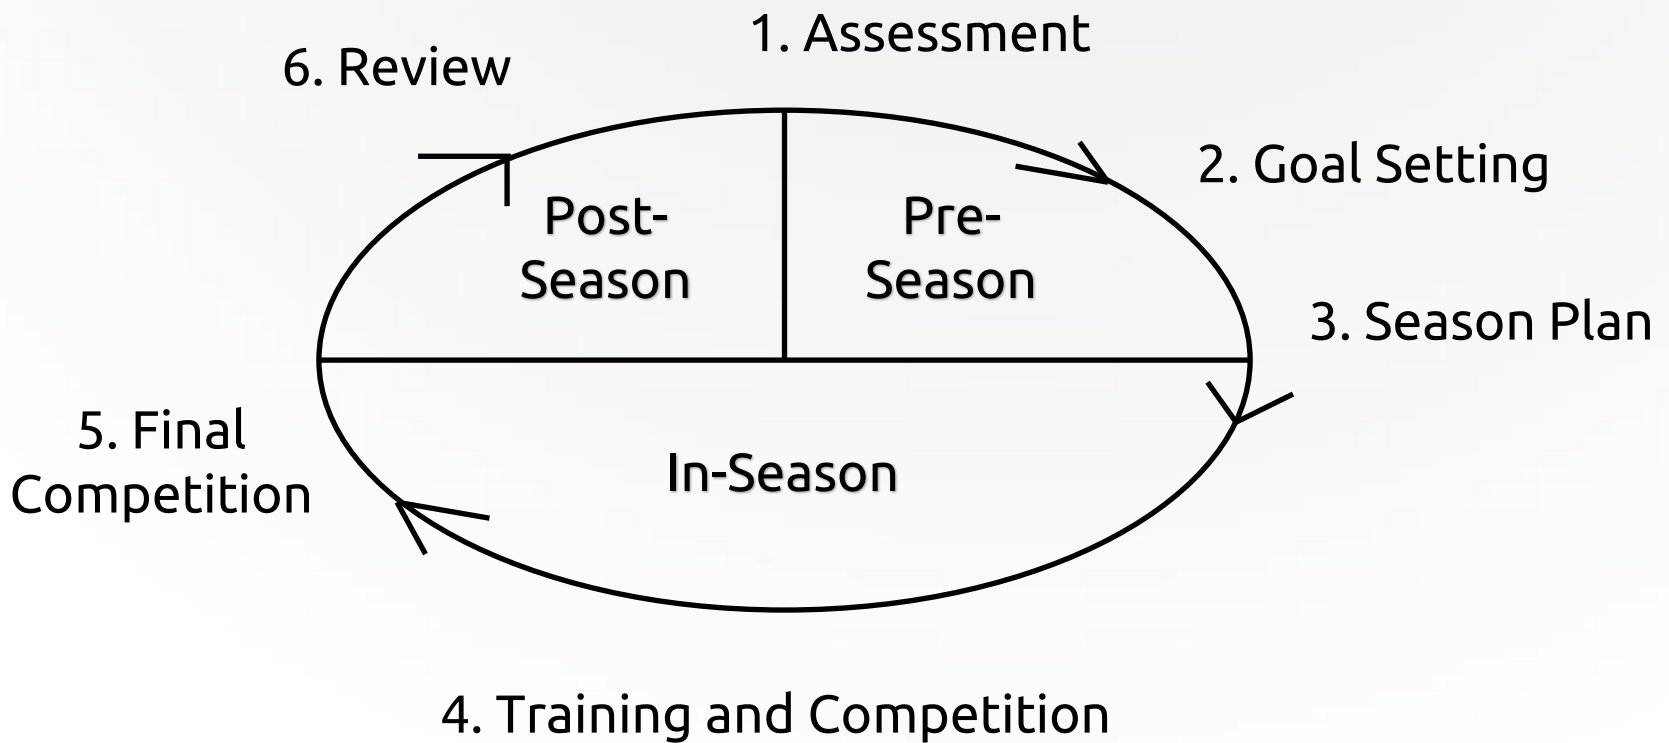 1. Assessment
6. Review
2. Goal Setting
Post-
Season
Pre-
Season
3. Season Plan
5. Final
Competition
In-Season
4. Training and Competition